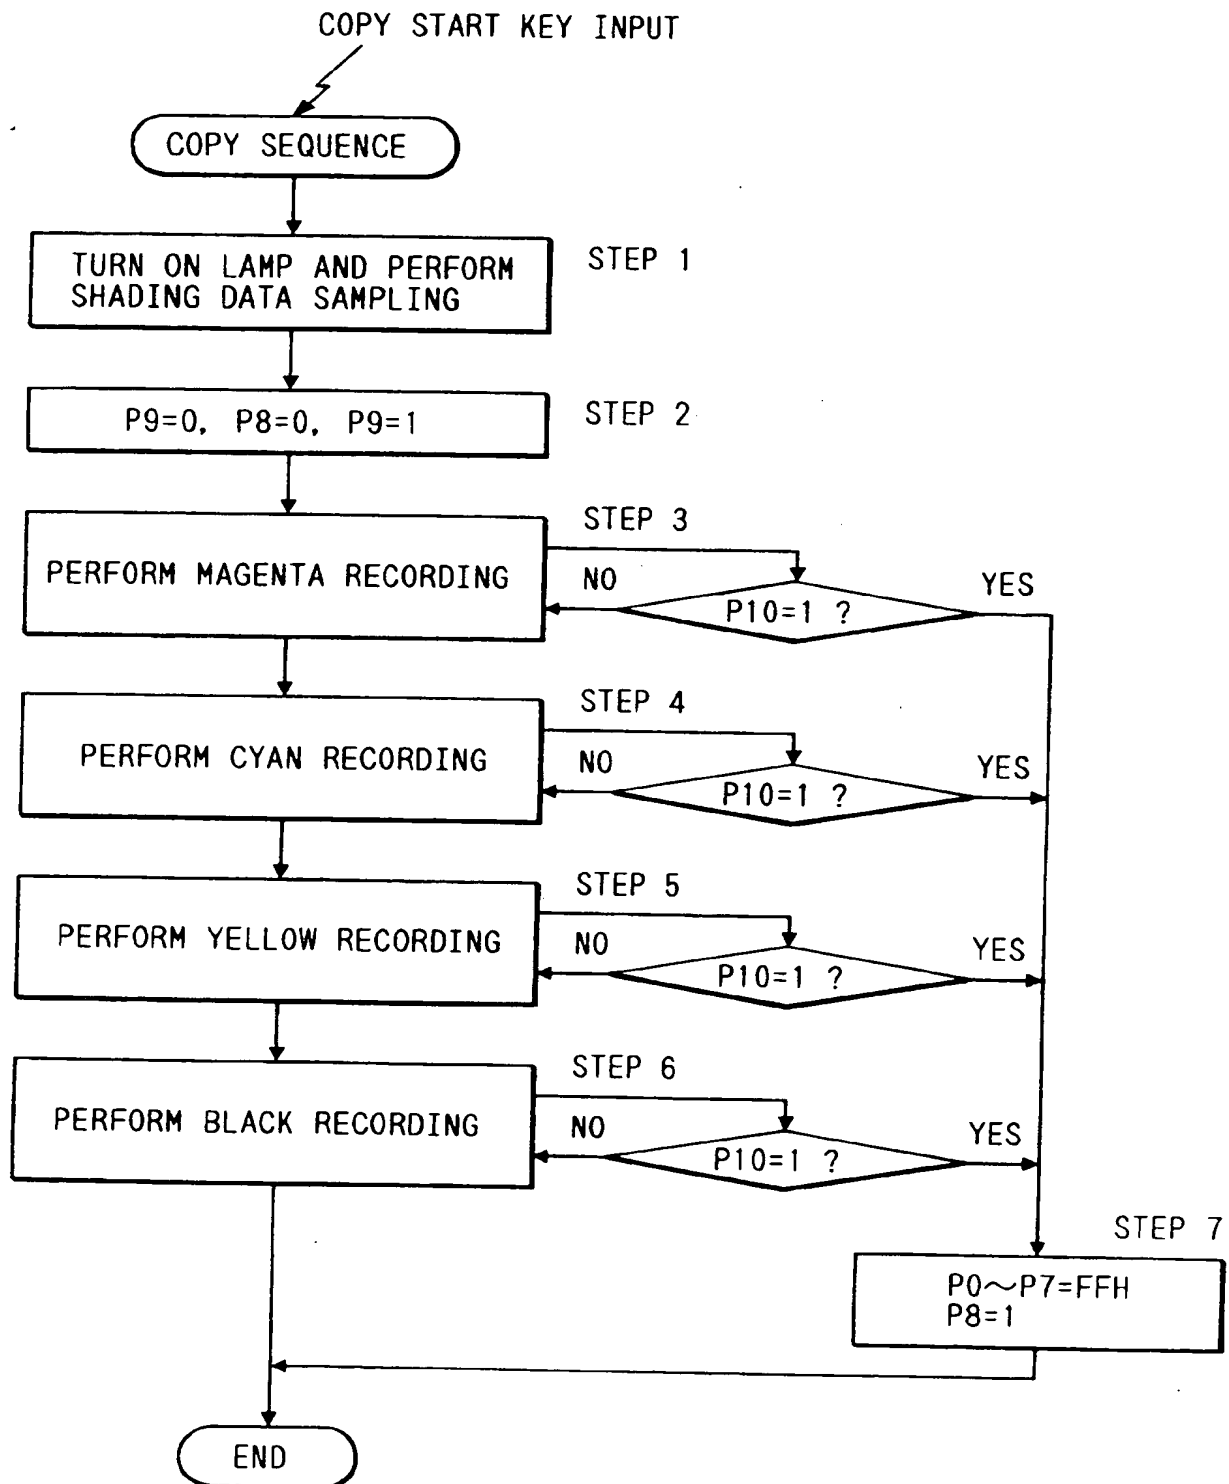 COPY START KEY INPUT
COPY SEQUENCE
TURN ON LAMP AND PERFORM
SHADING DATA SAMPLING
STEP 1
P9=0, P8=0, P9=1
STEP 2
STEP 3
PERFORM MAGENTA RECORDING
NO
P10=1 ?
YES
STEP 4
PERFORM CYAN RECORDING
NO
P10=1 ?
YES
STEP 5
PERFORM YELLOW RECORDING
NO
P10=1 ?
YES
STEP 6
PERFORM BLACK RECORDING
NO
P10=1 ?
YES
STEP 7
P0~P7=FFH
P8=1
END